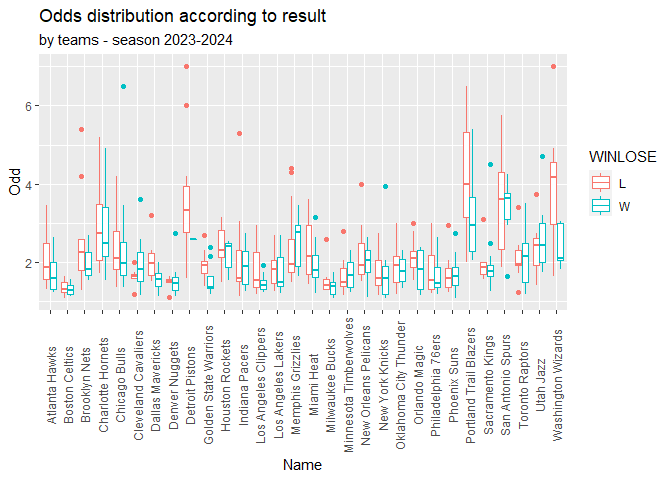 Odds distribution according to result
by teams - season 2023-2024
6
4
2
Odd
WINLOSE
L
W
Atlanta Hawks
Boston Celtics
Brooklyn Nets
Charlotte Hornets
Chicago Bulls
Cleveland Cavaliers
Dallas Mavericks
Denver Nuggets
Detroit Pistons
Golden State Warriors
Houston Rockets
Indiana Pacers
Los Angeles Clippers
Los Angeles Lakers
Memphis Grizzlies
Miami Heat
Milwaukee Bucks
Minnesota Timberwolves
New Orleans Pelicans
New York Knicks
Oklahoma City Thunder
Orlando Magic
Philadelphia 76ers
Phoenix Suns
Portland Trail Blazers
Sacramento Kings
San Antonio Spurs
Toronto Raptors
Utah Jazz
Washington Wizards
Name